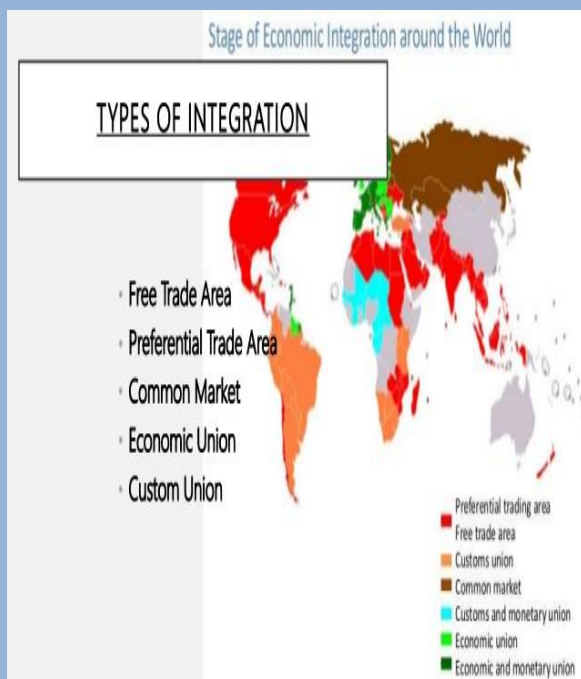 Stage of Economic Integration around the World
TYPES OF INTEGRATION
• Free Trade Area
• Preferential Trade Area
• Common Market
• Economic Union
• Custom Union
Preferential trading area
Free trade area
Customs union
Common market
Customs and monetary union
Economic union
Economic and monetary union